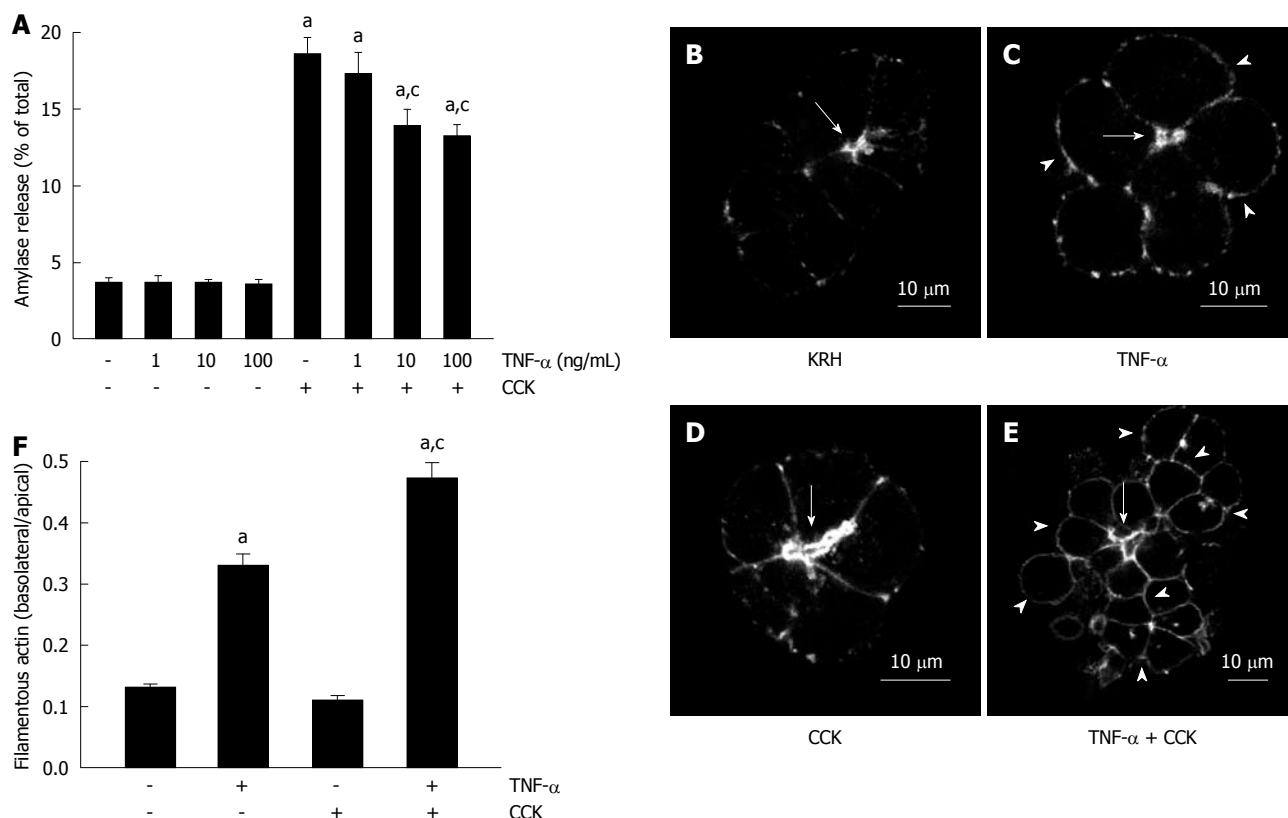 A
Amylase release (% of total)
20
15
10
5
0
a
a
a,c
a,c
- 1 10 100 - 1 10 100 TNF-α (ng/mL)
- - - - + + + + CCK
B
10 μm
KRH
C
10 μm
TNF-α
D
10 μm
CCK
E
10 μm
TNF-α + CCK
F
Filamentous actin (basolateral/apical)
0.5
0.4
0.3
0.2
0.1
0.0
a
a,c
- + - + TNF-α
- - + + CCK